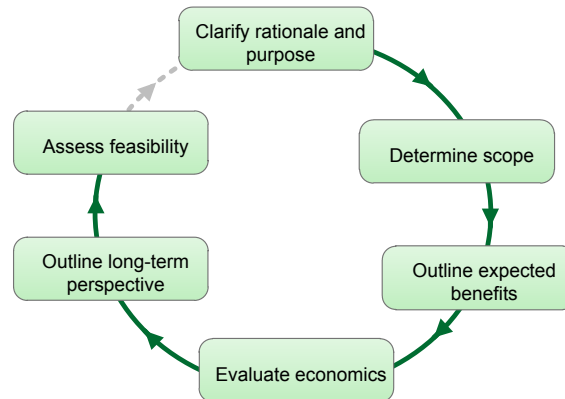 Clarify rationale and
purpose
Determine scope
Outline expected
benefits
Evaluate economics
Outline long-term
perspective
Assess feasibility